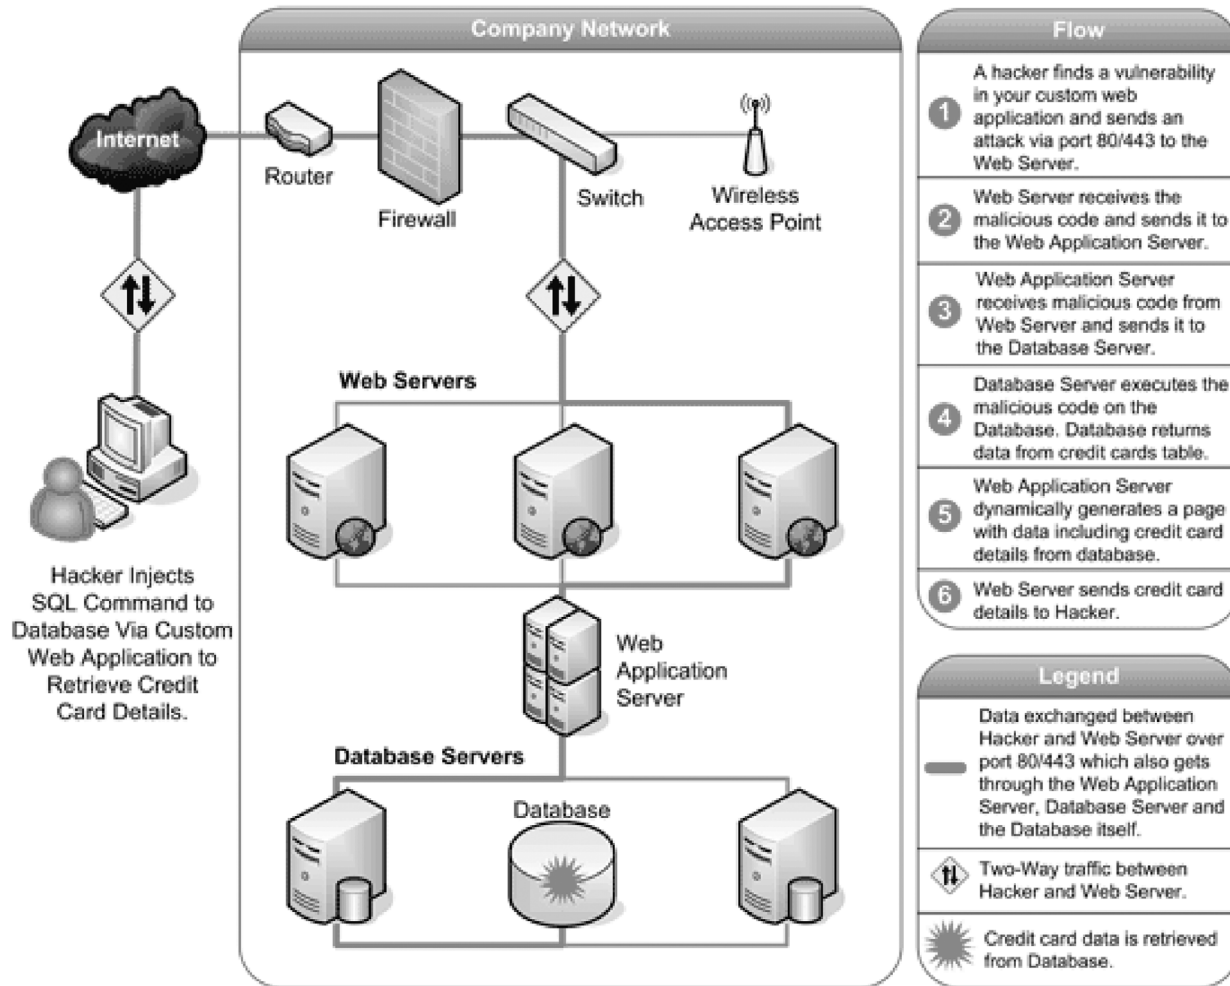 Company Network
Internet
Router
Firewall
Switch
Wireless
Access Point
Web Servers
Hacker Injects
SQL Command to
Database Via Custom
Web Application to
Retrieve Credit
Card Details.
Web
Application
Server
Database Servers
Database
Flow
1
A hacker finds a vulnerability
in your custom web
application and sends an
attack via port 80/443 to the
Web Server.
2
Web Server receives the
malicious code and sends it to
the Web Application Server.
3
Web Application Server
receives malicious code from
Web Server and sends it to
the Database Server.
4
Database Server executes the
malicious code on the
Database. Database returns
data from credit cards table.
5
Web Application Server
dynamically generates a page
with data including credit card
details from database.
6
Web Server sends credit card
details to Hacker.
Legend
Data exchanged between
Hacker and Web Server over
port 80/443 which also gets
through the Web Application
Server, Database Server and
the Database itself.
Two-Way traffic between
Hacker and Web Server.
Credit card data is retrieved
from Database.